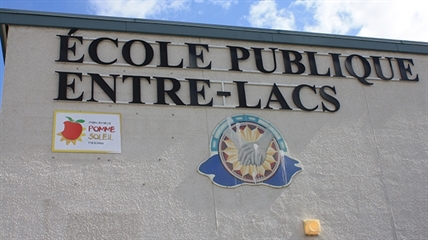 ÉCOLE PUBLIQUE
ENTRE-LACS
POMME
SOLEIL